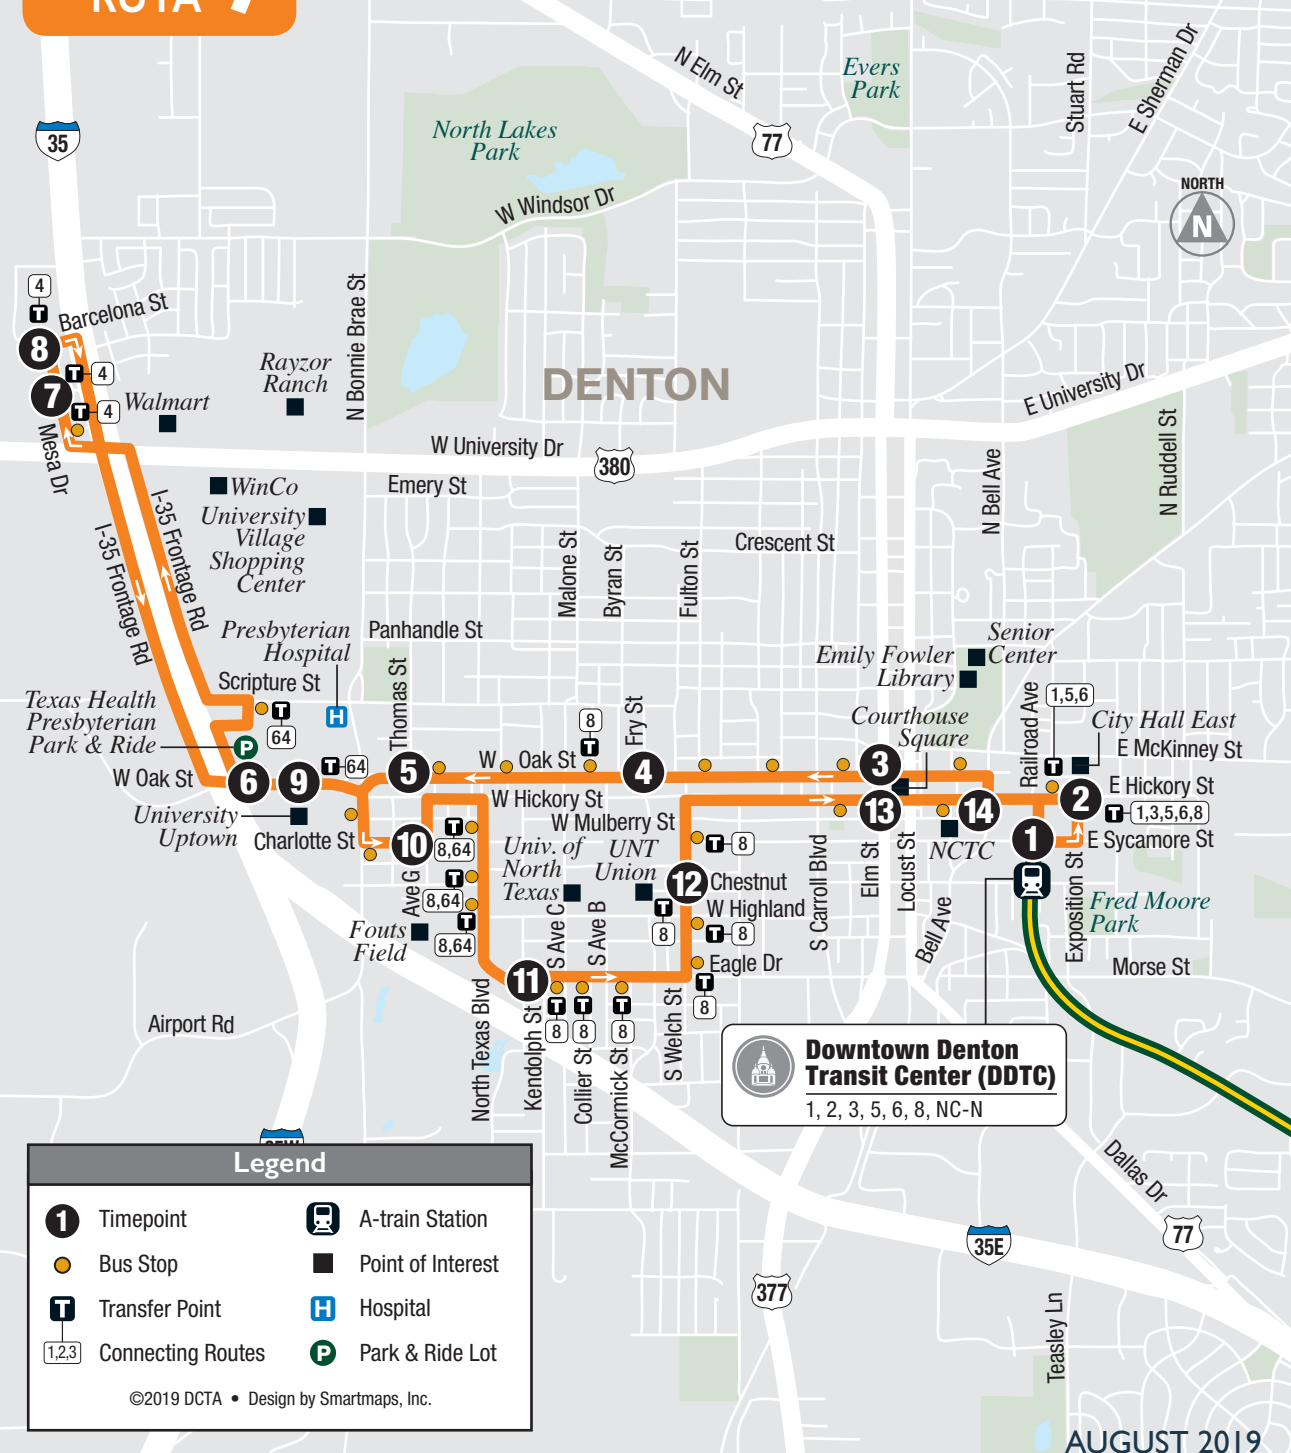 RUTA 7
35
N Elm St
77
Evers
Park
Stuart Rd
E Sherman Dr
North Lakes
Park
W Windsor Dr
NORTH
N
4
T
Barcelona St
8
T
4
7
T
4
Mesa Dr
Walmart
Rayzor
Ranch
N Bonnie Brae St
DENTON
E University Dr
W University Dr
380
Emery St
N Bell Ave
N Ruddell St
WinCo
University
Village
Shopping
Center
I-35 Frontage Rd
I-35 Frontage Rd
Malone St
Byran St
Fulton St
Crescent St
Presbyterian
Hospital
H
Panhandle St
Thomas St
Scripture St
T
64
Texas Health
Presbyterian
Park & Ride
P
W Oak St
6
9
T
64
5
W Oak St
8
T
Fry St
4
Emily Fowler
Library
Senior
Center
Courthouse
Square
3
Railroad Ave
1,5,6
T
City Hall East
E McKinney St
E Hickory St
2
T
1,3,5,6,8
E Sycamore St
University
Uptown
Charlotte St
10
Ave G
W Hickory St
W Mulberry St
13
14
1
NCTC
T
8,64
T
8,64
T
8,64
Univ. of
North
Texas
UNT
Union
T
8
T
8
12
Chestnut
W Highland
T
8
Eagle Dr
T
8
Fouts
Field
S Ave C
S Ave B
11
T
8
T
8
T
8
S Carroll Blvd
Elm St
Locust St
Bell Ave
Exposition St
Fred Moore
Park
Morse St
Airport Rd
North Texas Blvd
Kendolph St
Collier St
McCormick St
S Welch St
Downtown Denton
Transit Center (DDTC)
1, 2, 3, 5, 6, 8, NC-N
Dallas Dr
77
35E
377
Teasley Ln
35W
Legend
1
Timepoint
A-train Station
Bus Stop
Point of Interest
T
Transfer Point
H
Hospital
1,2,3
Connecting Routes
P
Park & Ride Lot
©2019 DCTA • Design by Smartmaps, Inc.
AUGUST 2019